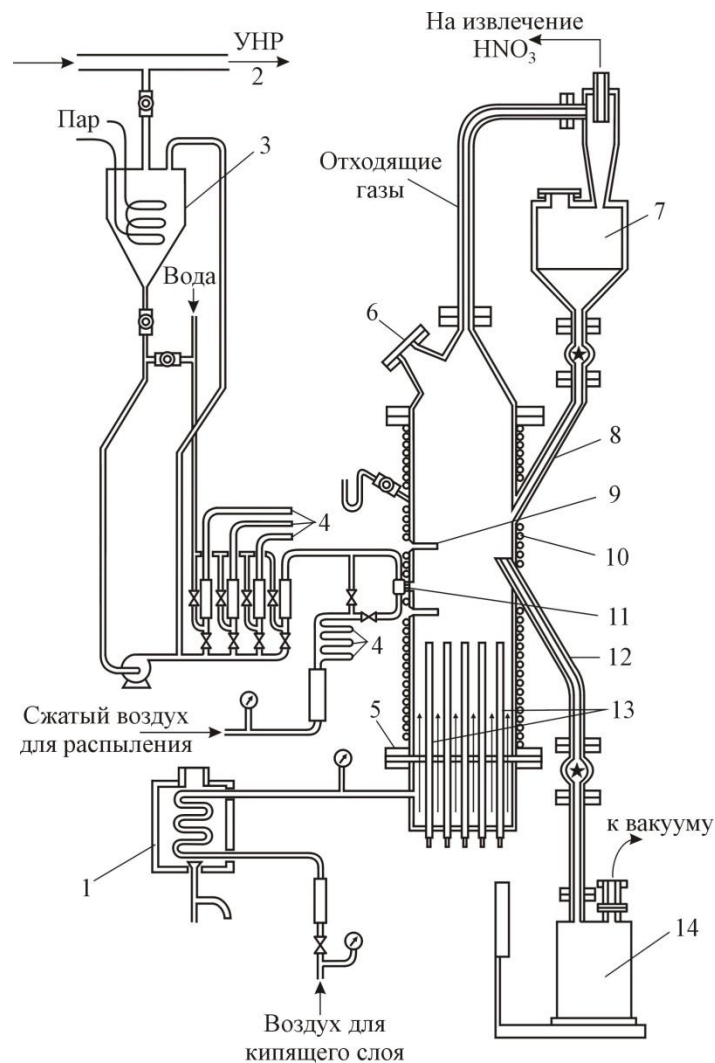 На извлечение
HNO₃
УНР
2
Пар
3
Отходящие
газы
7
Вода
6
8
4
9
10
11
4
12
Сжатый воздух
для распыления
5
13
к вакууму
1
14
Воздух для
кипящего слоя